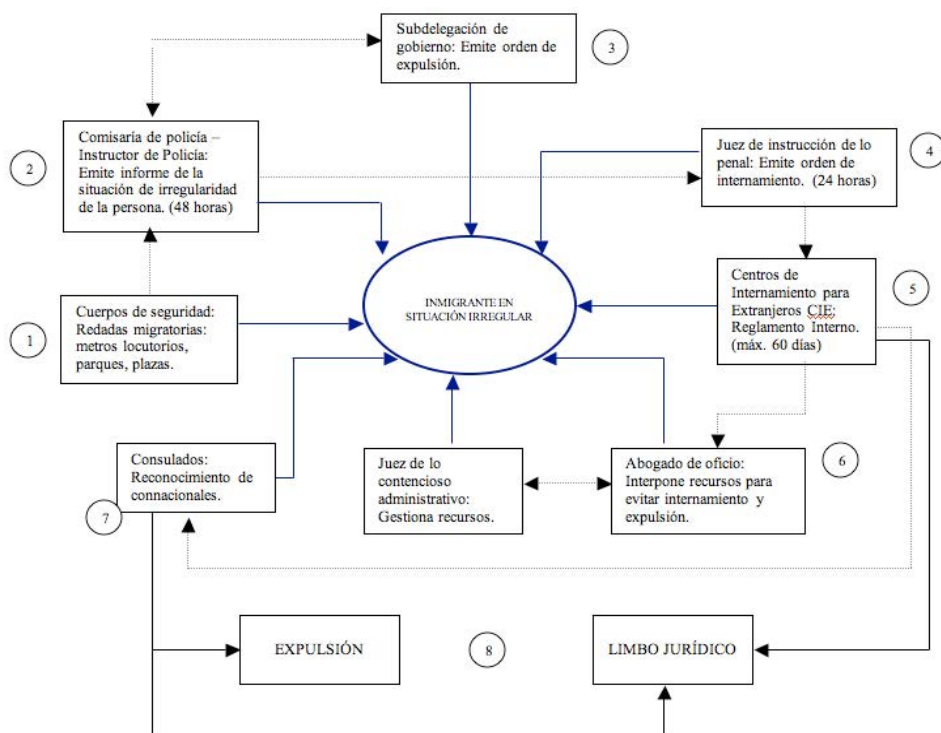 Subdelegación de
gobierno: Emite orden de
expulsión.
3
Comisaría de policía –
Instructor de Policía:
Emite informe de la
situación de irregularidad
de la persona. (48 horas)
2
Juez de instrucción de lo
penal: Emite orden de
internamiento. (24 horas)
4
INMIGRANTE EN
SITUACIÓN IRREGULAR
Cuerpos de seguridad:
Redadas migratorias:
metros locutorios,
parques, plazas.
1
Centros de
Internamiento para
Extranjeros CIE:
Reglamento Interno.
(máx. 60 días)
5
Consulados:
Reconocimiento de
connacionales.
7
Juez de lo
contencioso
administrativo:
Gestiona recursos.
Abogado de oficio:
Interpone recursos para
evitar internamiento y
expulsión.
6
EXPULSIÓN
8
LIMBO JURÍDICO